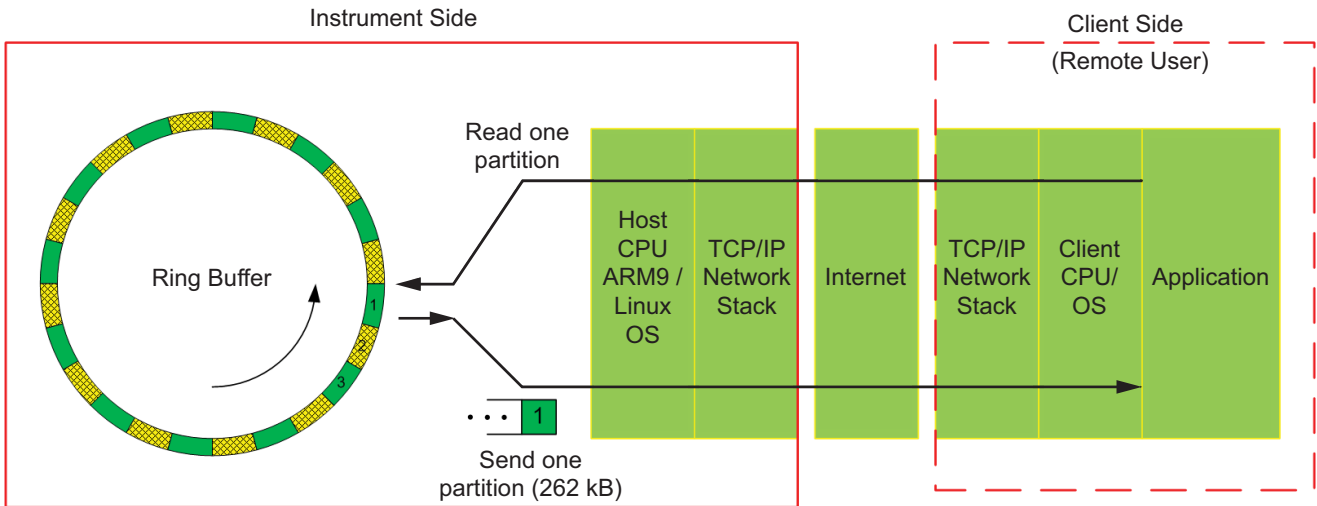 Instrument Side
Client Side
(Remote User)
Read one
partition
Host
CPU
ARM9 /
Linux
OS
TCP/IP
Network
Stack
Internet
TCP/IP
Network
Stack
Client
CPU/
OS
Application
Ring Buffer
1
2
3
1
Send one
partition (262 kB)